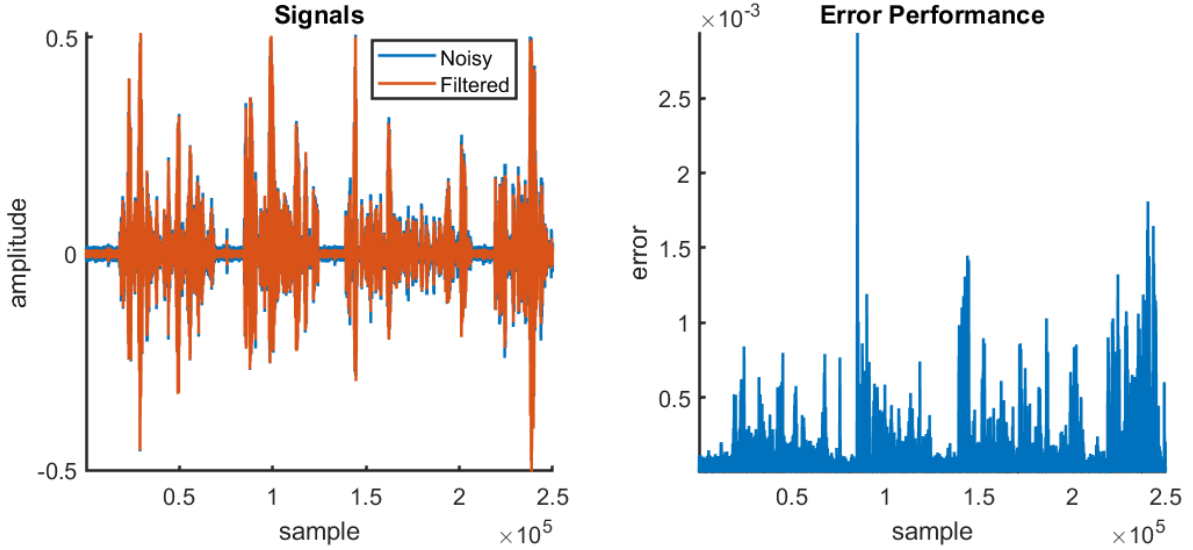 Signals
0.5
0
-0.5
amplitude
Noisy
Filtered
0.5 1 1.5 2 2.5
sample ×10^5
Error Performance
×10^-3
2.5
2
1.5
1
0.5
error
0.5 1 1.5 2 2.5
sample ×10^5